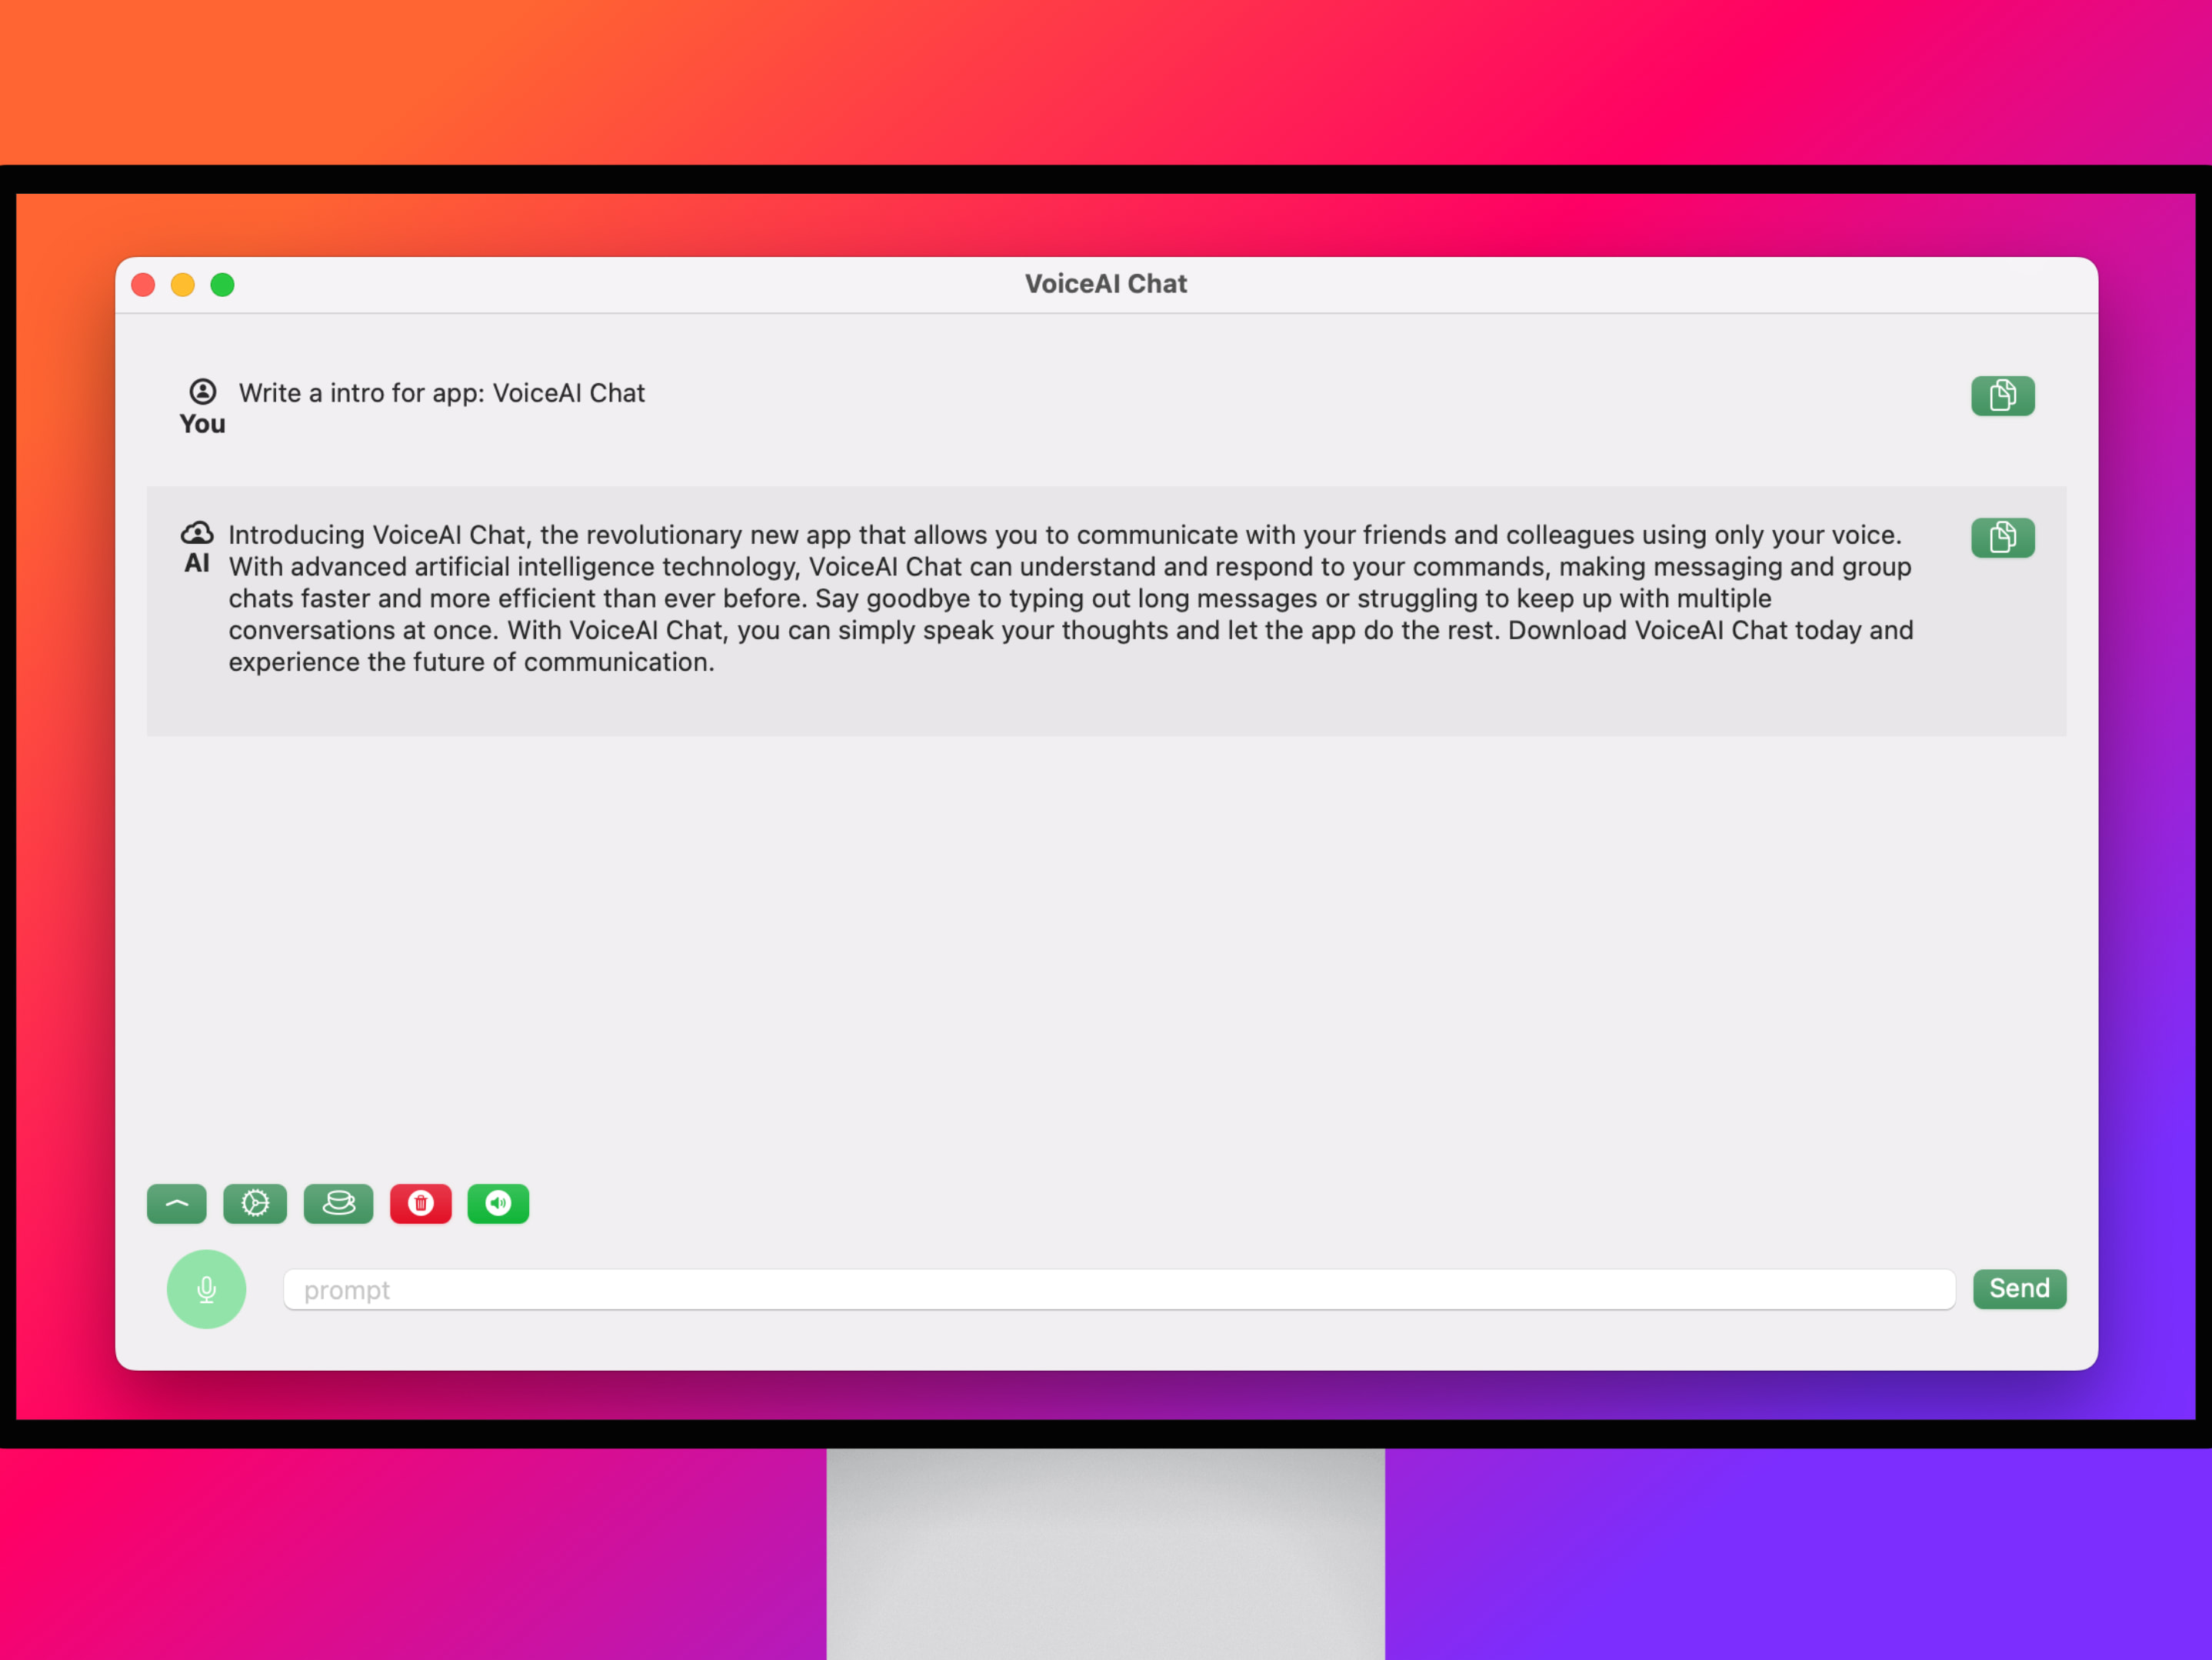 VoiceAI Chat
Write a intro for app: VoiceAI Chat
You
Introducing VoiceAI Chat, the revolutionary new app that allows you to communicate with your friends and colleagues using only your voice.
AI
With advanced artificial intelligence technology, VoiceAI Chat can understand and respond to your commands, making messaging and group
chats faster and more efficient than ever before. Say goodbye to typing out long messages or struggling to keep up with multiple
conversations at once. With VoiceAI Chat, you can simply speak your thoughts and let the app do the rest. Download VoiceAI Chat today and
experience the future of communication.
prompt
Send